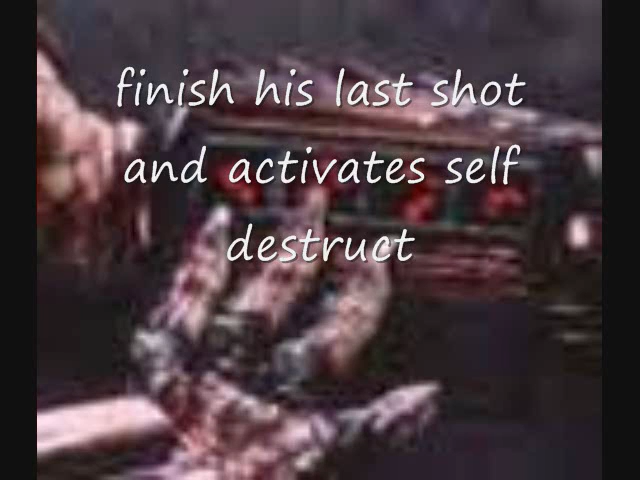 finish his last shot
and activates self
destruct